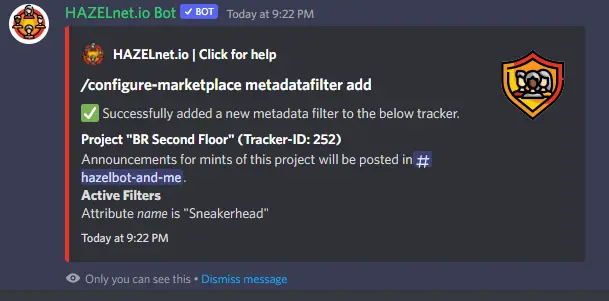 HAZELnet.io Bot ✓ BOT Today at 9:22 PM
HAZELnet.io | Click for help
/configure-marketplace metadatafilter add
✅ Successfully added a new metadata filter to the below tracker.
Project "BR Second Floor" (Tracker-ID: 252)
Announcements for mints of this project will be posted in #
hazelbot-and-me.
Active Filters
Attribute name is "Sneakerhead"
Today at 9:22 PM
Only you can see this • Dismiss message